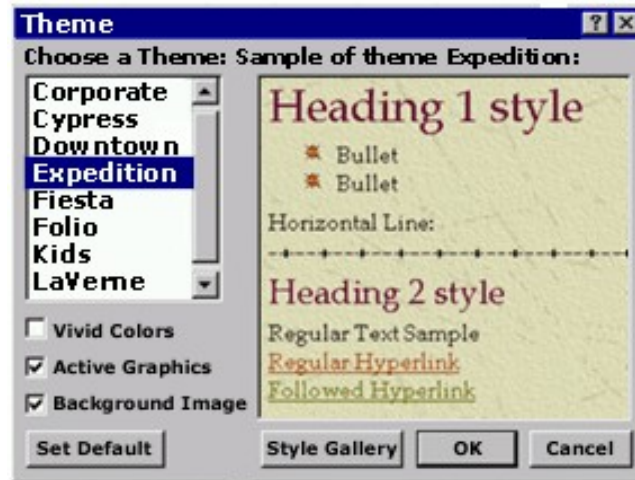 Theme
Choose a Theme: Sample of theme Expedition:
Corporate
Cypress
Downtown
Expedition
Fiesta
Folio
Kids
LaVerne
Vivid Colors
Active Graphics
Background Image
Heading 1 style
Bullet
Bullet
Horizontal Line:
Heading 2 style
Regular Text Sample
Regular Hyperlink
Followed Hyperlink
Set Default
Style Gallery
OK
Cancel